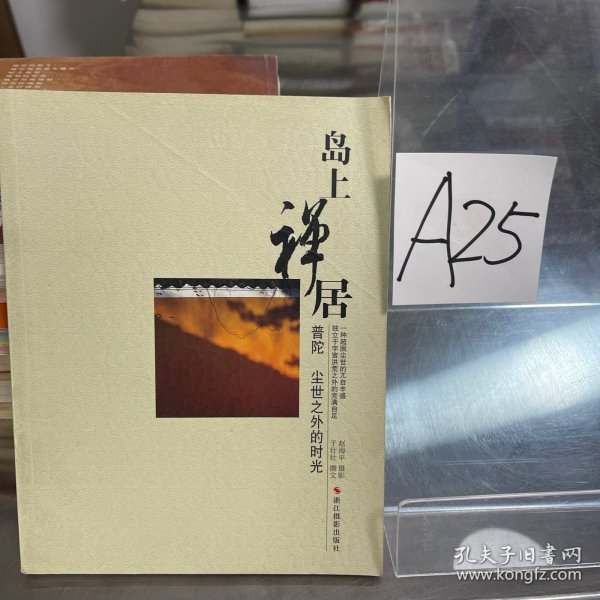 岛上禅居
一种超脱尘世的兀自丰盛
独立于宇宙洪荒之外的完满自足
普陀 尘世之外的时光
赵海平 摄影
于壮壮 撰文
浙江摄影出版社
A25
孔夫子旧书网
www.kongfz.com